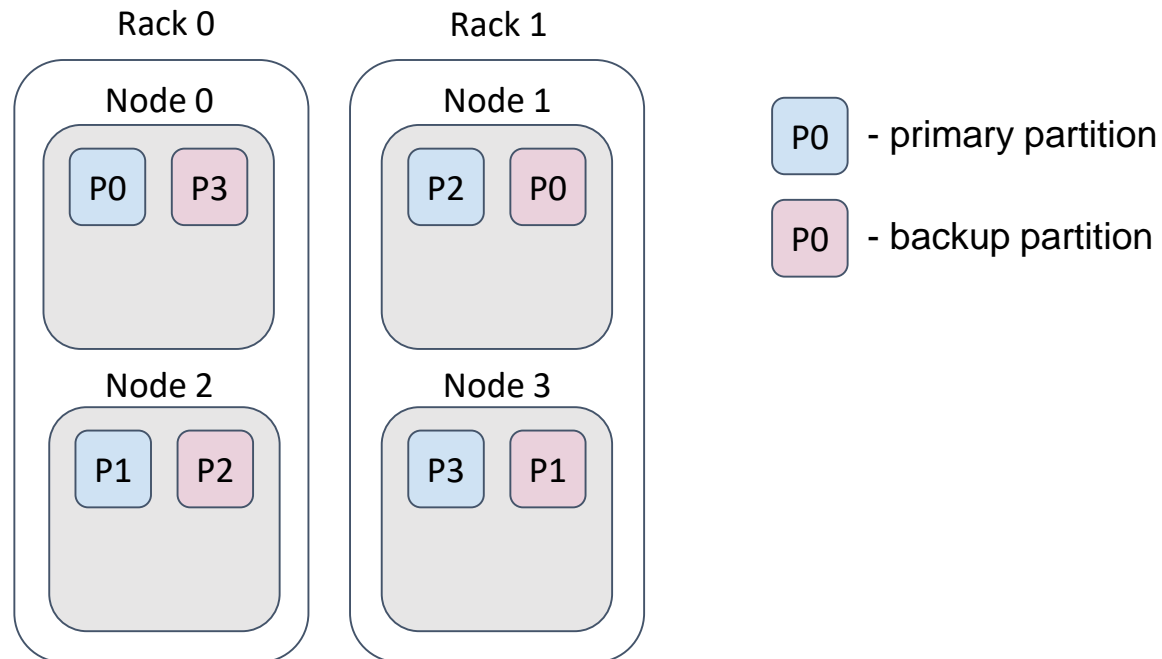 Rack 0
Rack 1
Node 0
Node 1
P0 P3
P2 P0
Node 2
Node 3
P1 P2
P3 P1
P0 - primary partition
P0 - backup partition